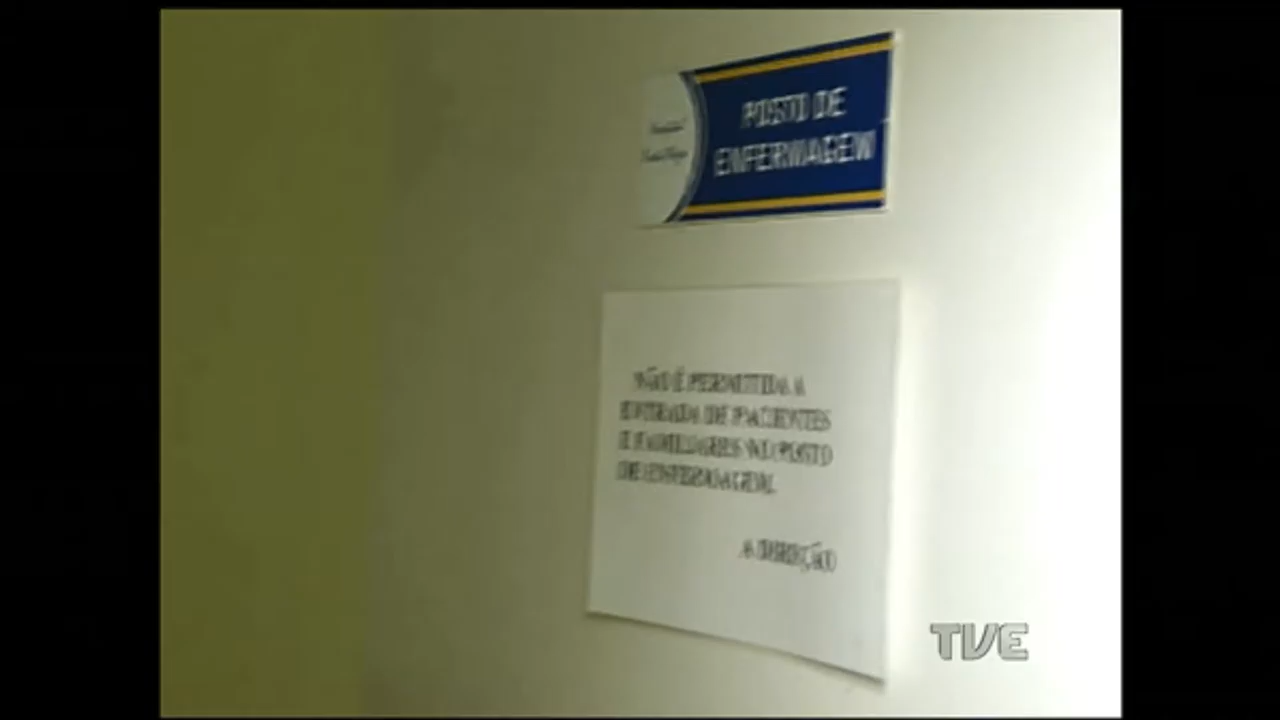 POSTO DE
ENFERMAGEM
NÃO É PERMITIDA A
ENTRADA DE PACIENTES
E FAMILIARES NO POSTO
DE ENFERMAGEM.
A DIREÇÃO
TVE